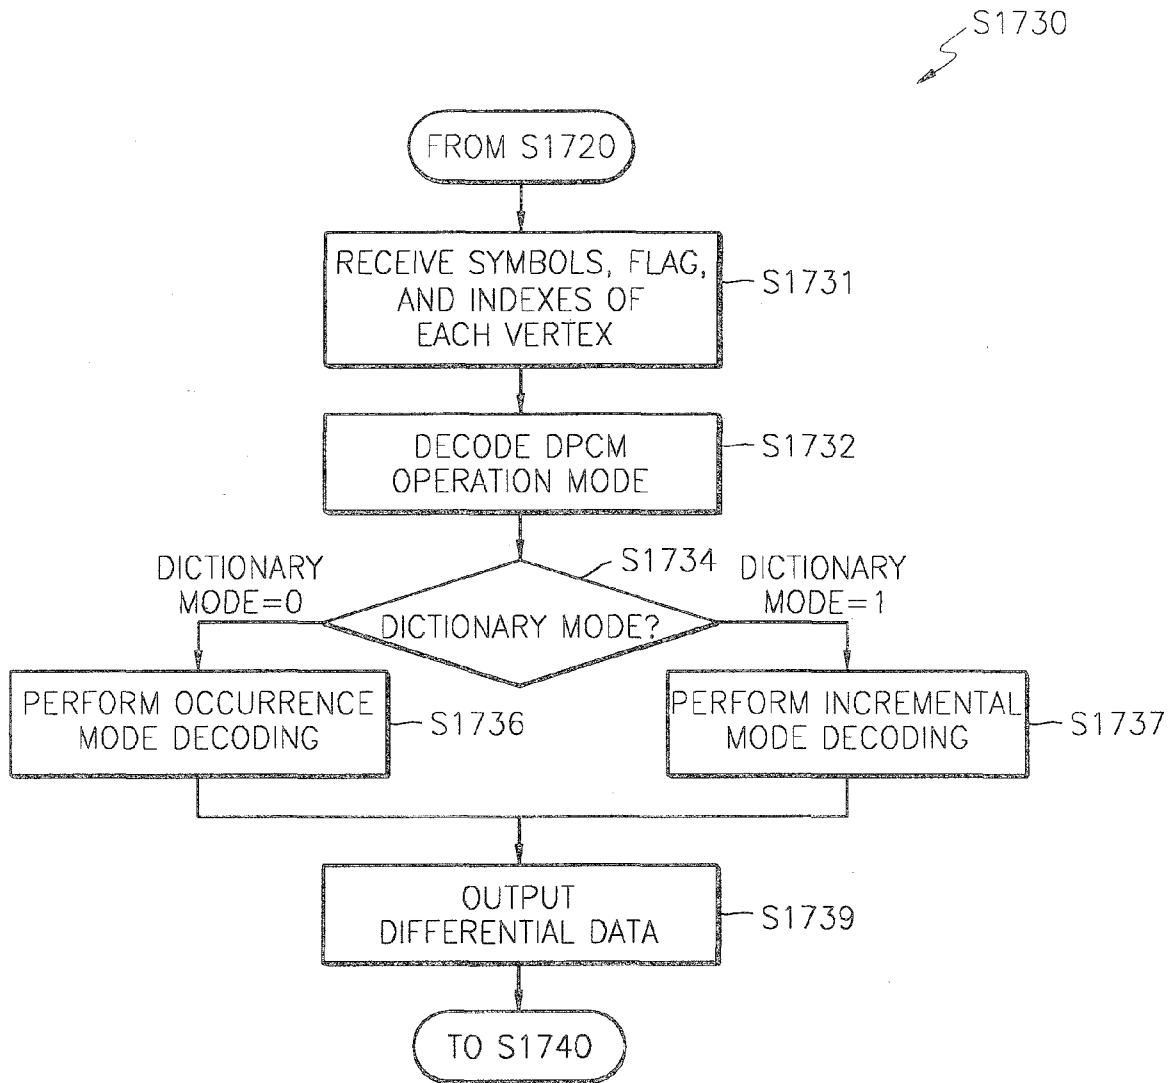 S1730
FROM S1720
RECEIVE SYMBOLS, FLAG,
AND INDEXES OF
EACH VERTEX
S1731
DECODE DPCM
OPERATION MODE
S1732
S1734
DICTIONARY
MODE=0
DICTIONARY MODE?
DICTIONARY
MODE=1
PERFORM OCCURRENCE
MODE DECODING
S1736
PERFORM INCREMENTAL
MODE DECODING
S1737
OUTPUT
DIFFERENTIAL DATA
S1739
TO S1740